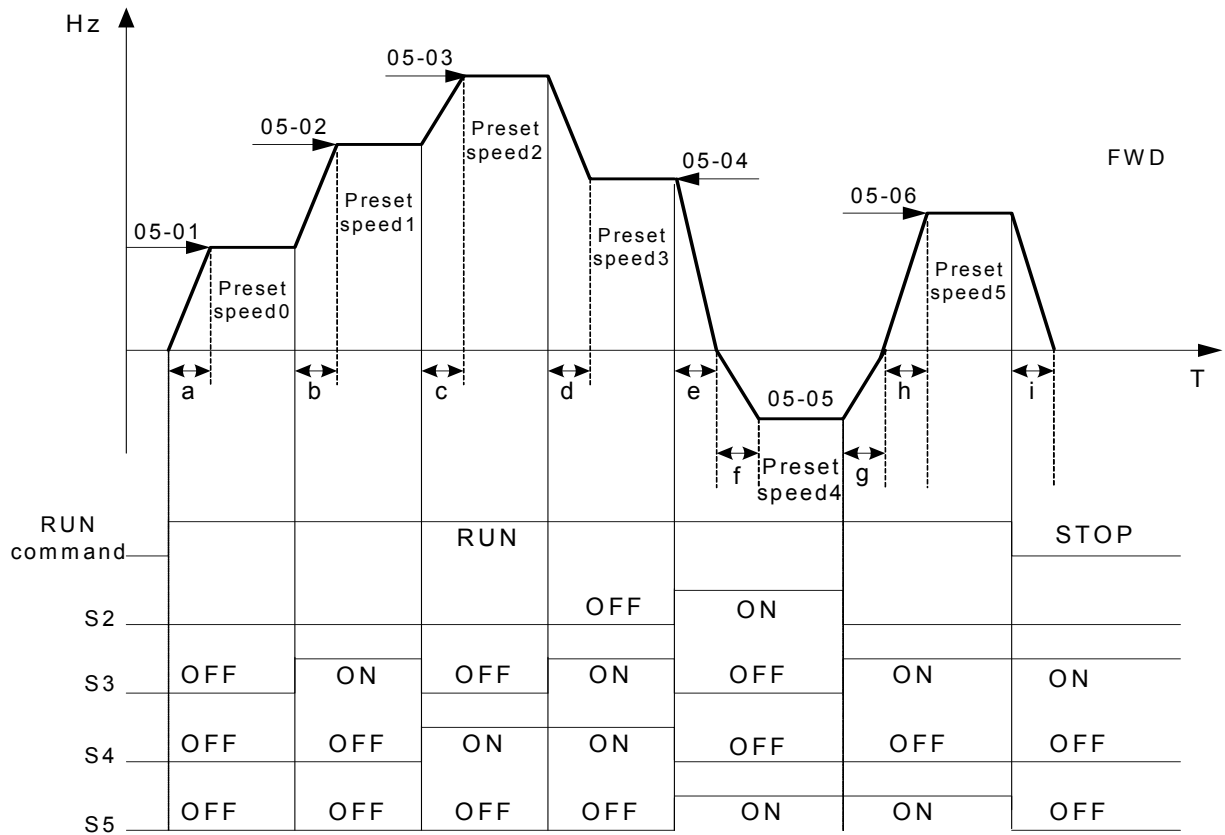 Hz
05-03
05-02
Preset
speed2
05-04
FWD
Preset
speed1
05-06
05-01
Preset
speed3
Preset
speed0
Preset
speed5
a
b
c
d
e
h
i
T
05-05
f
Preset
speed4
g
RUN
command
RUN
STOP
S2
OFF
ON
S3
OFF
ON
OFF
ON
OFF
ON
ON
S4
OFF
OFF
ON
ON
OFF
OFF
OFF
S5
OFF
OFF
OFF
OFF
ON
ON
OFF